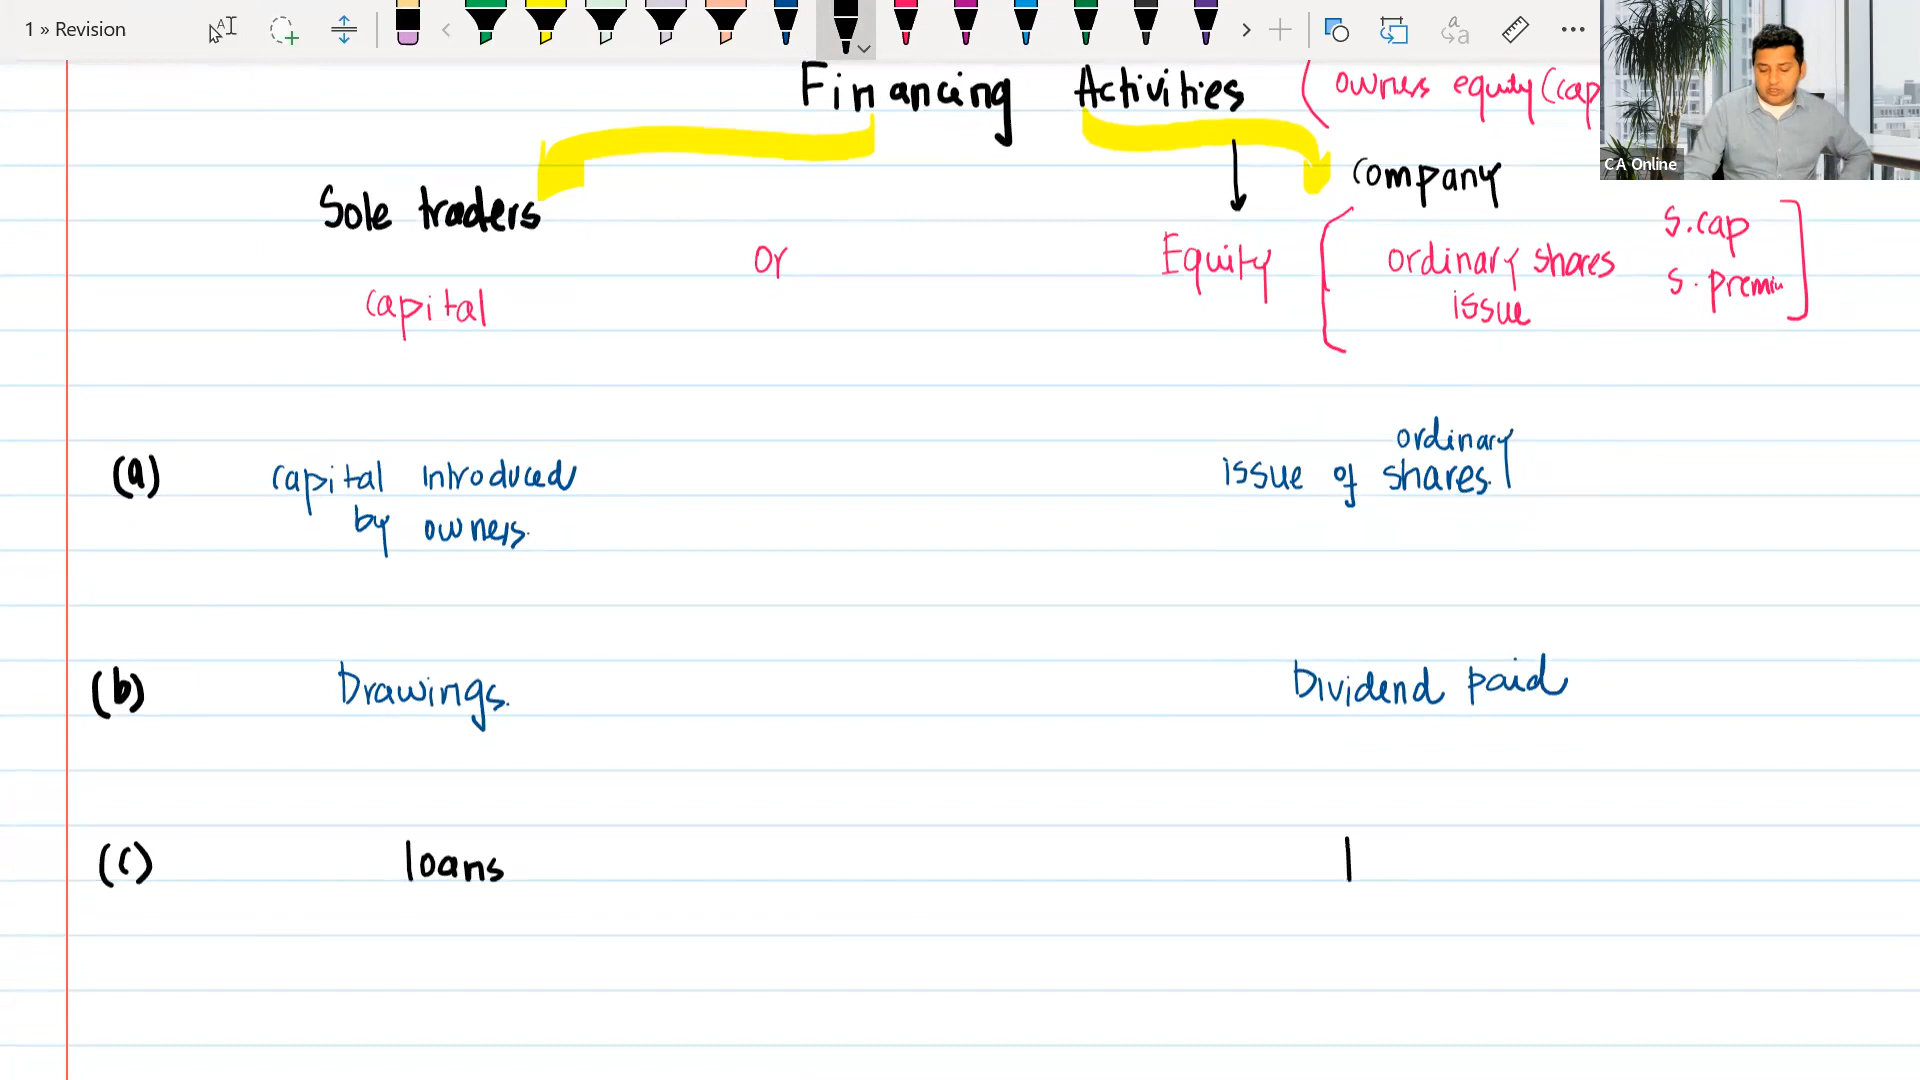 1 » Revision
Financing Activities
( owners equity (cap
CA Online
Sole traders
Company
capital
or
Equity
ordinary shares
issue
s.cap
s. premiu
(a)
capital introduced
by owners.
ordinary
issue of shares.
(b)
Drawings.
Dividend paid
(c)
loans
l